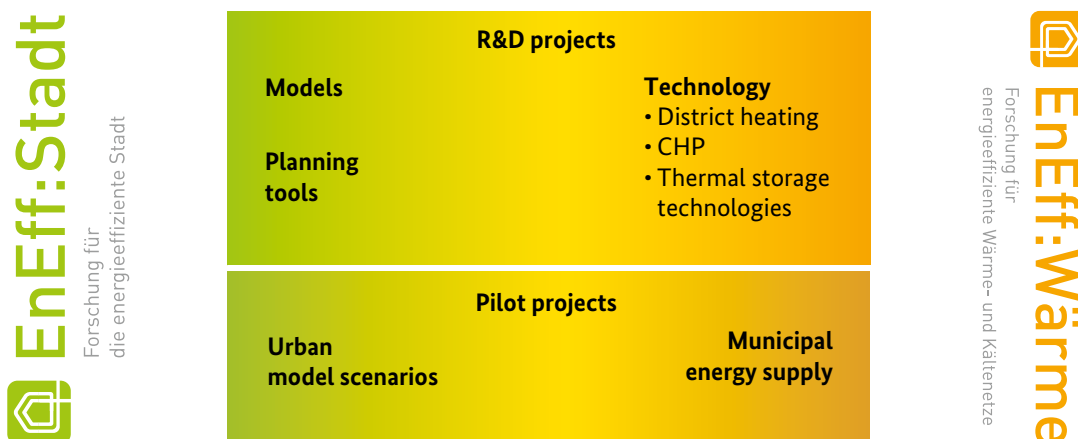 EnEff:Stadt
Forschung für
die energieeffiziente Stadt
R&D projects
Models
Planning
tools
Technology
• District heating
• CHP
• Thermal storage
technologies
Pilot projects
Urban
model scenarios
Municipal
energy supply
EnEff:Wärme
Forschung für
energieeffiziente Wärme- und Kältenetze